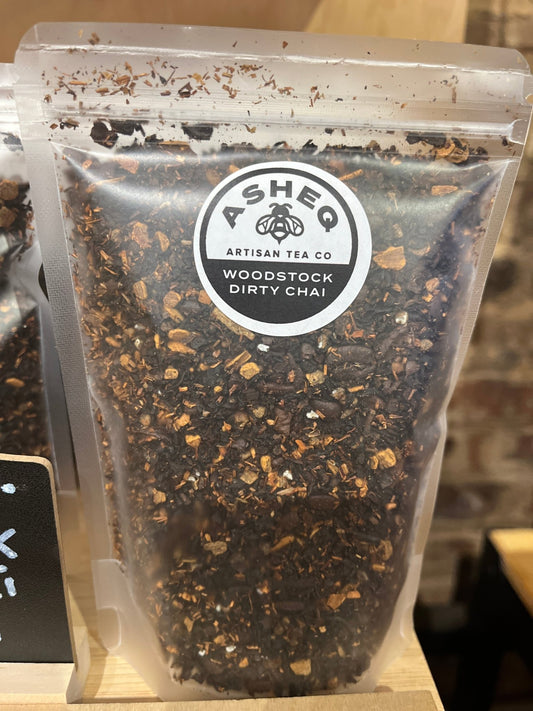 ASHEQ
ARTISAN TEA CO
WOODSTOCK
DIRTY CHAI